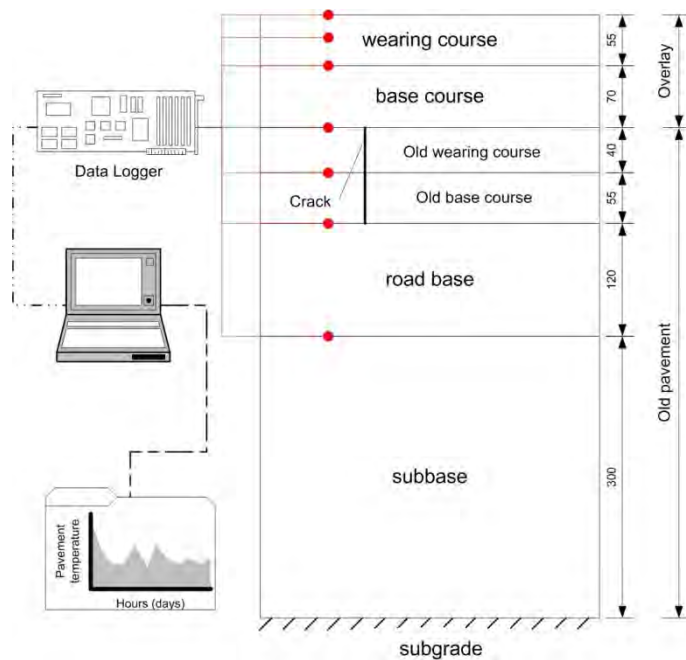 wearing course
55
Overlay
base course
70
Data Logger
Old wearing course
40
Crack
Old base course
55
road base
120
Old pavement
subbase
300
Pavement
temperature
Hours (days)
subgrade